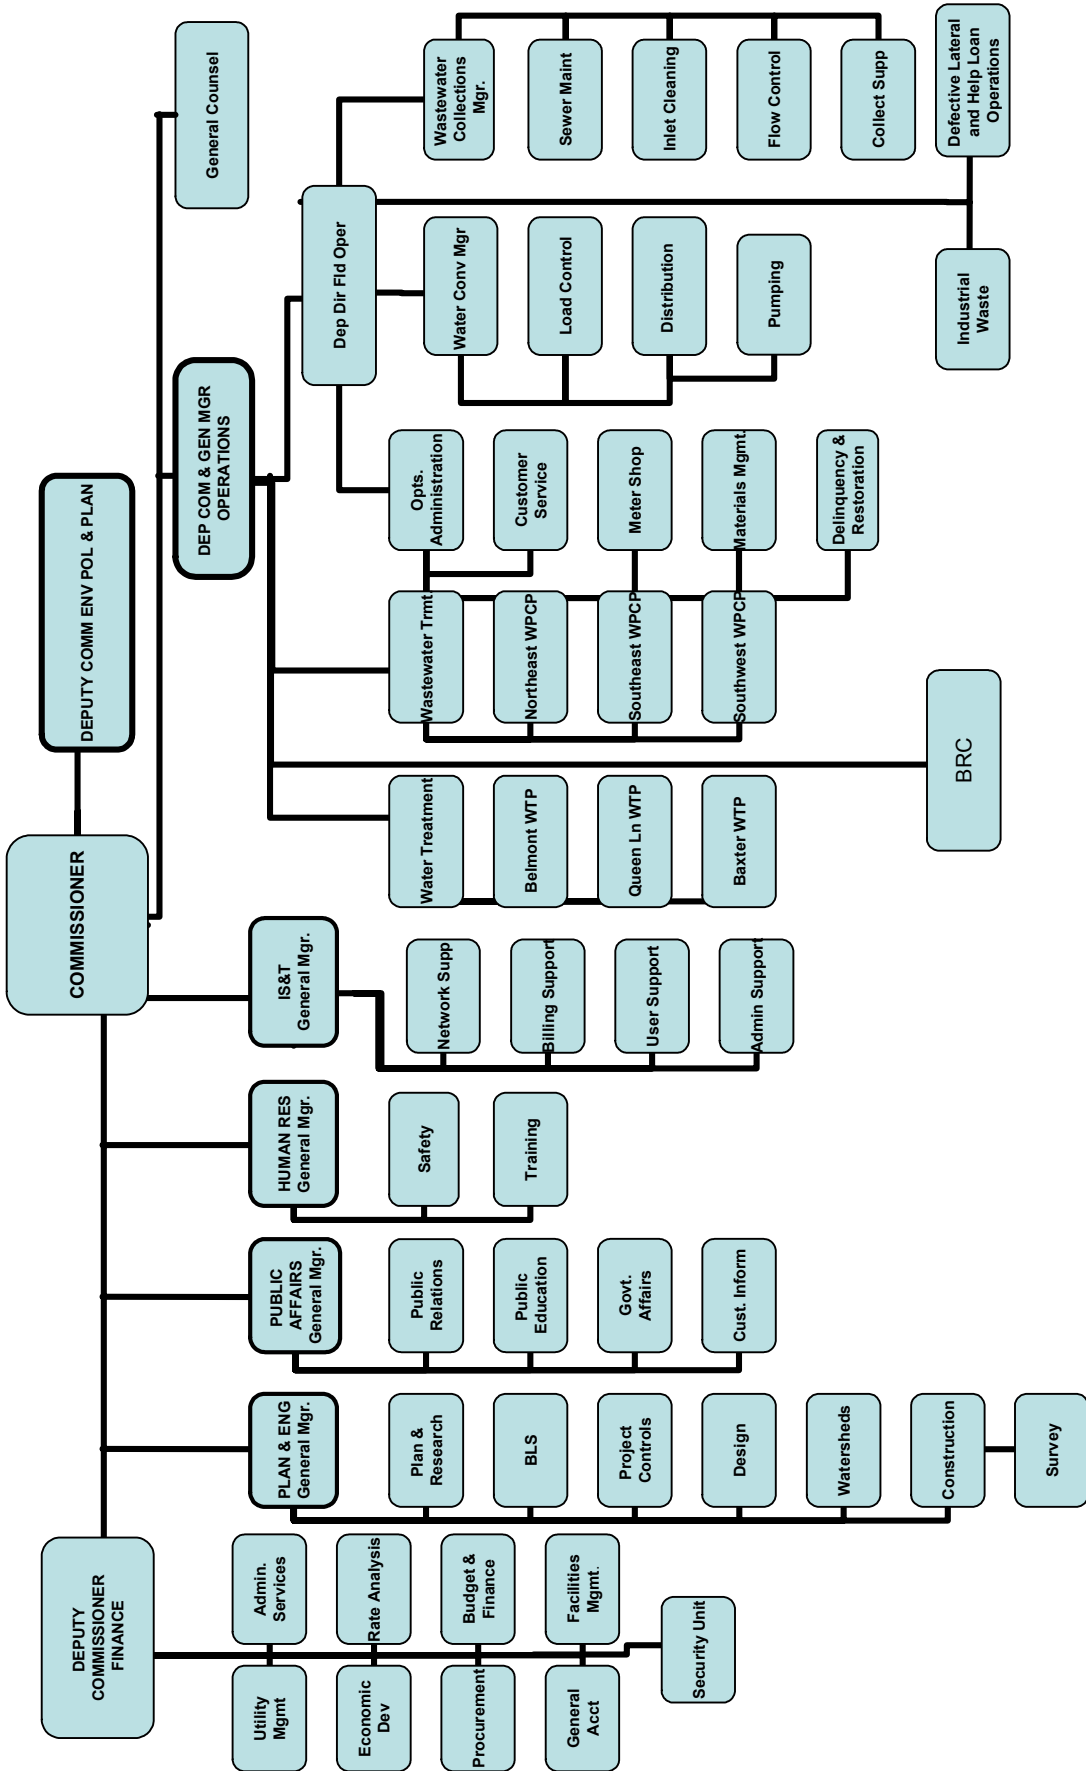 COMMISSIONER
DEPUTY COMM ENV POL & PLAN
General Counsel
DEPUTY
COMMISSIONER
FINANCE
PLAN & ENG
General Mgr.
PUBLIC
AFFAIRS
General Mgr.
HUMAN RES
General Mgr.
IS&T
General Mgr.
DEP COM & GEN MGR
OPERATIONS
Utility
Mgmt
Admin.
Services
Economic
Dev
Rate Analysis
Procurement
Budget &
Finance
General
Acct
Facilities
Mgmt.
Security Unit
Plan &
Research
BLS
Project
Controls
Design
Watersheds
Construction
Survey
Public
Relations
Public
Education
Govt.
Affairs
Cust. Inform
Safety
Training
Network Supp
Billing Support
User Support
Admin Support
Water Treatment
Belmont WTP
Queen Ln WTP
Baxter WTP
Wastewater Trmt.
Northeast WPCP
Southeast WPCP
Southwest WPCP
BRC
Dep Dir Fld Oper
Opts.
Administration
Customer
Service
Meter Shop
Materials Mgmt.
Delinquency &
Restoration
Water Conv Mgr
Load Control
Distribution
Pumping
Wastewater
Collections
Mgr.
Sewer Maint
Inlet Cleaning
Flow Control
Collect Supp
Industrial
Waste
Defective Lateral
and Help Loan
Operations